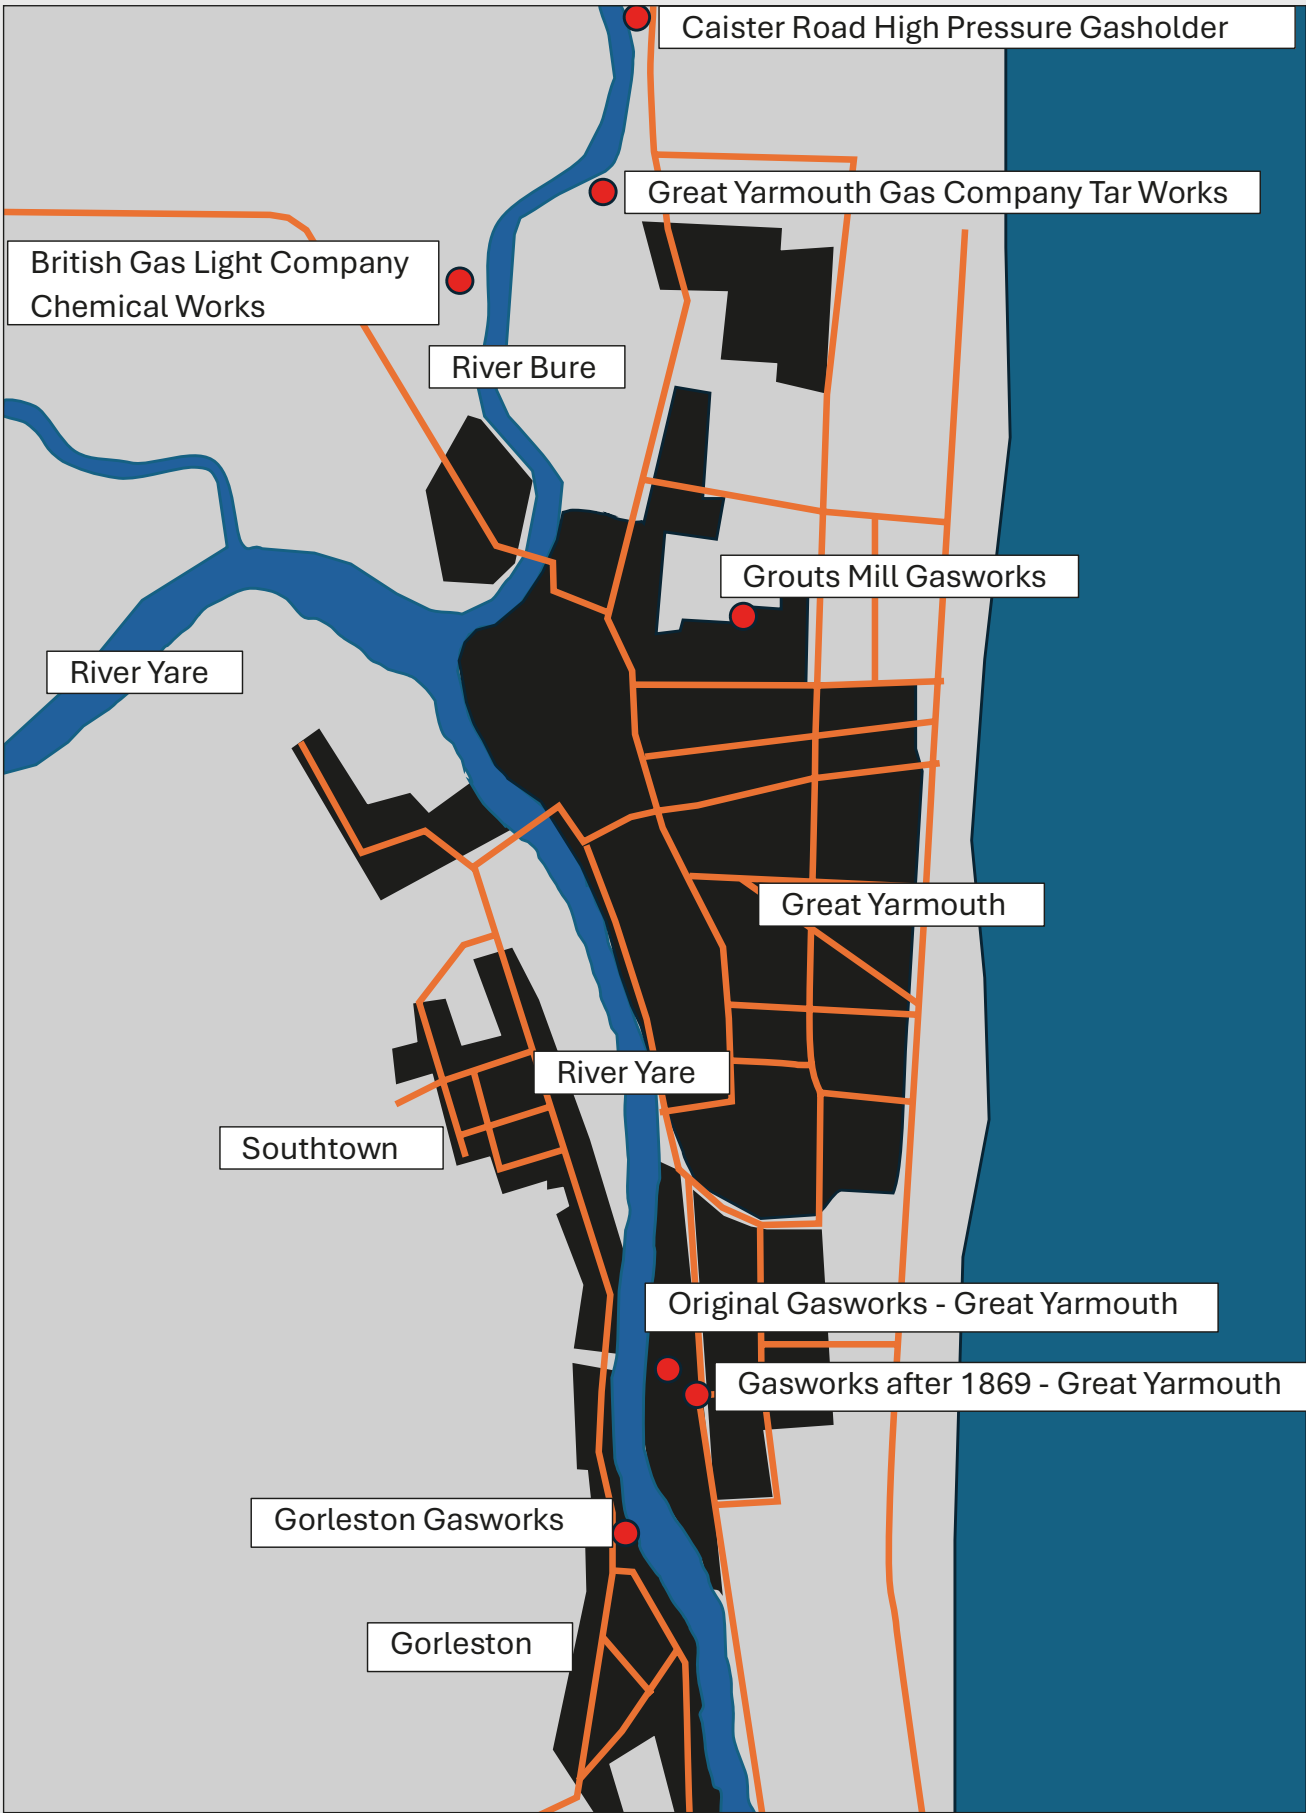 Caister Road High Pressure Gasholder
Great Yarmouth Gas Company Tar Works
British Gas Light Company
Chemical Works
River Bure
Grouts Mill Gasworks
River Yare
Great Yarmouth
River Yare
Southtown
Original Gasworks - Great Yarmouth
Gasworks after 1869 - Great Yarmouth
Gorleston Gasworks
Gorleston